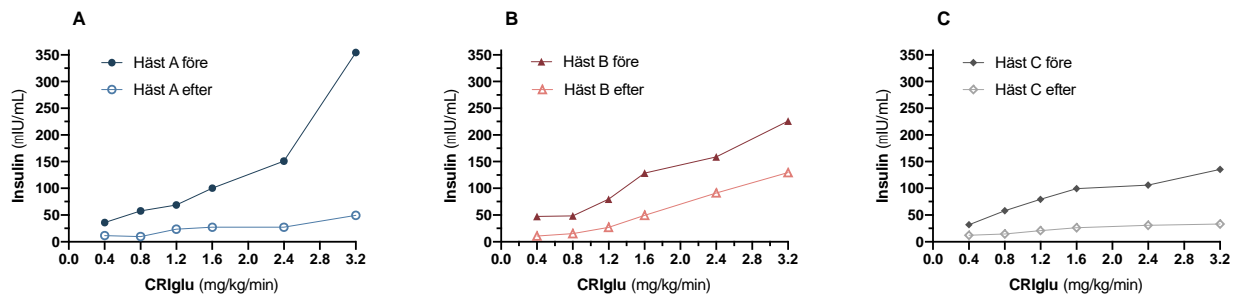 A
350
300
250
200
150
100
50
0
Insulin (mIU/mL)
Häst A före
Häst A efter
0.0 0.4 0.8 1.2 1.6 2.0 2.4 2.8 3.2
CRIglu (mg/kg/min)
B
350
300
250
200
150
100
50
0
Insulin (mIU/mL)
Häst B före
Häst B efter
0.0 0.4 0.8 1.2 1.6 2.0 2.4 2.8 3.2
CRIglu (mg/kg/min)
C
350
300
250
200
150
100
50
0
Insulin (mIU/mL)
Häst C före
Häst C efter
0.0 0.4 0.8 1.2 1.6 2.0 2.4 2.8 3.2
CRIglu (mg/kg/min)